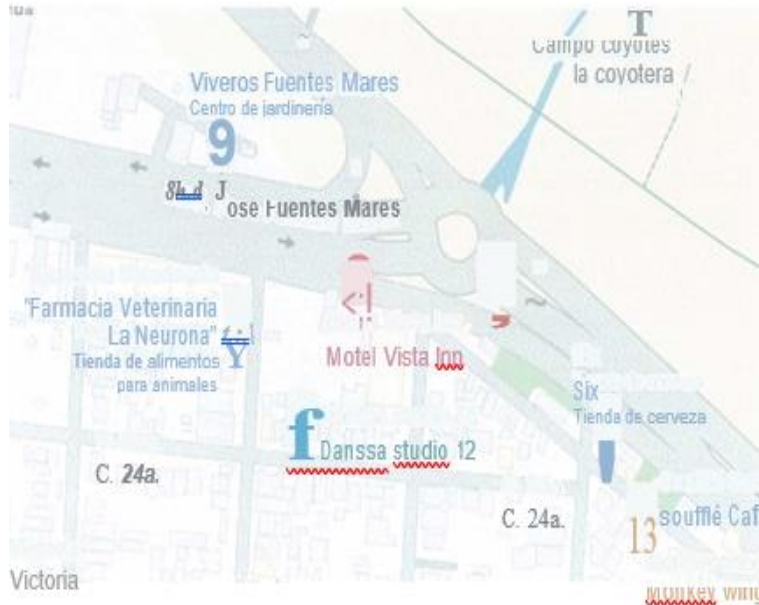 T
Campo coyotes
la coyotera
Viveros Fuentes Mares
Centro de jardinería
9
J
ose Fuentes Mares
"Farmacia Veterinaria
La Neurona"
Y
Tienda de alimentos
para animales
Motel Vista Inn
Six
Tienda de cerveza
f Danssa studio 12
C. 24a.
C. 24a.
13 soufflé Caf
Victoria
Monkey wing